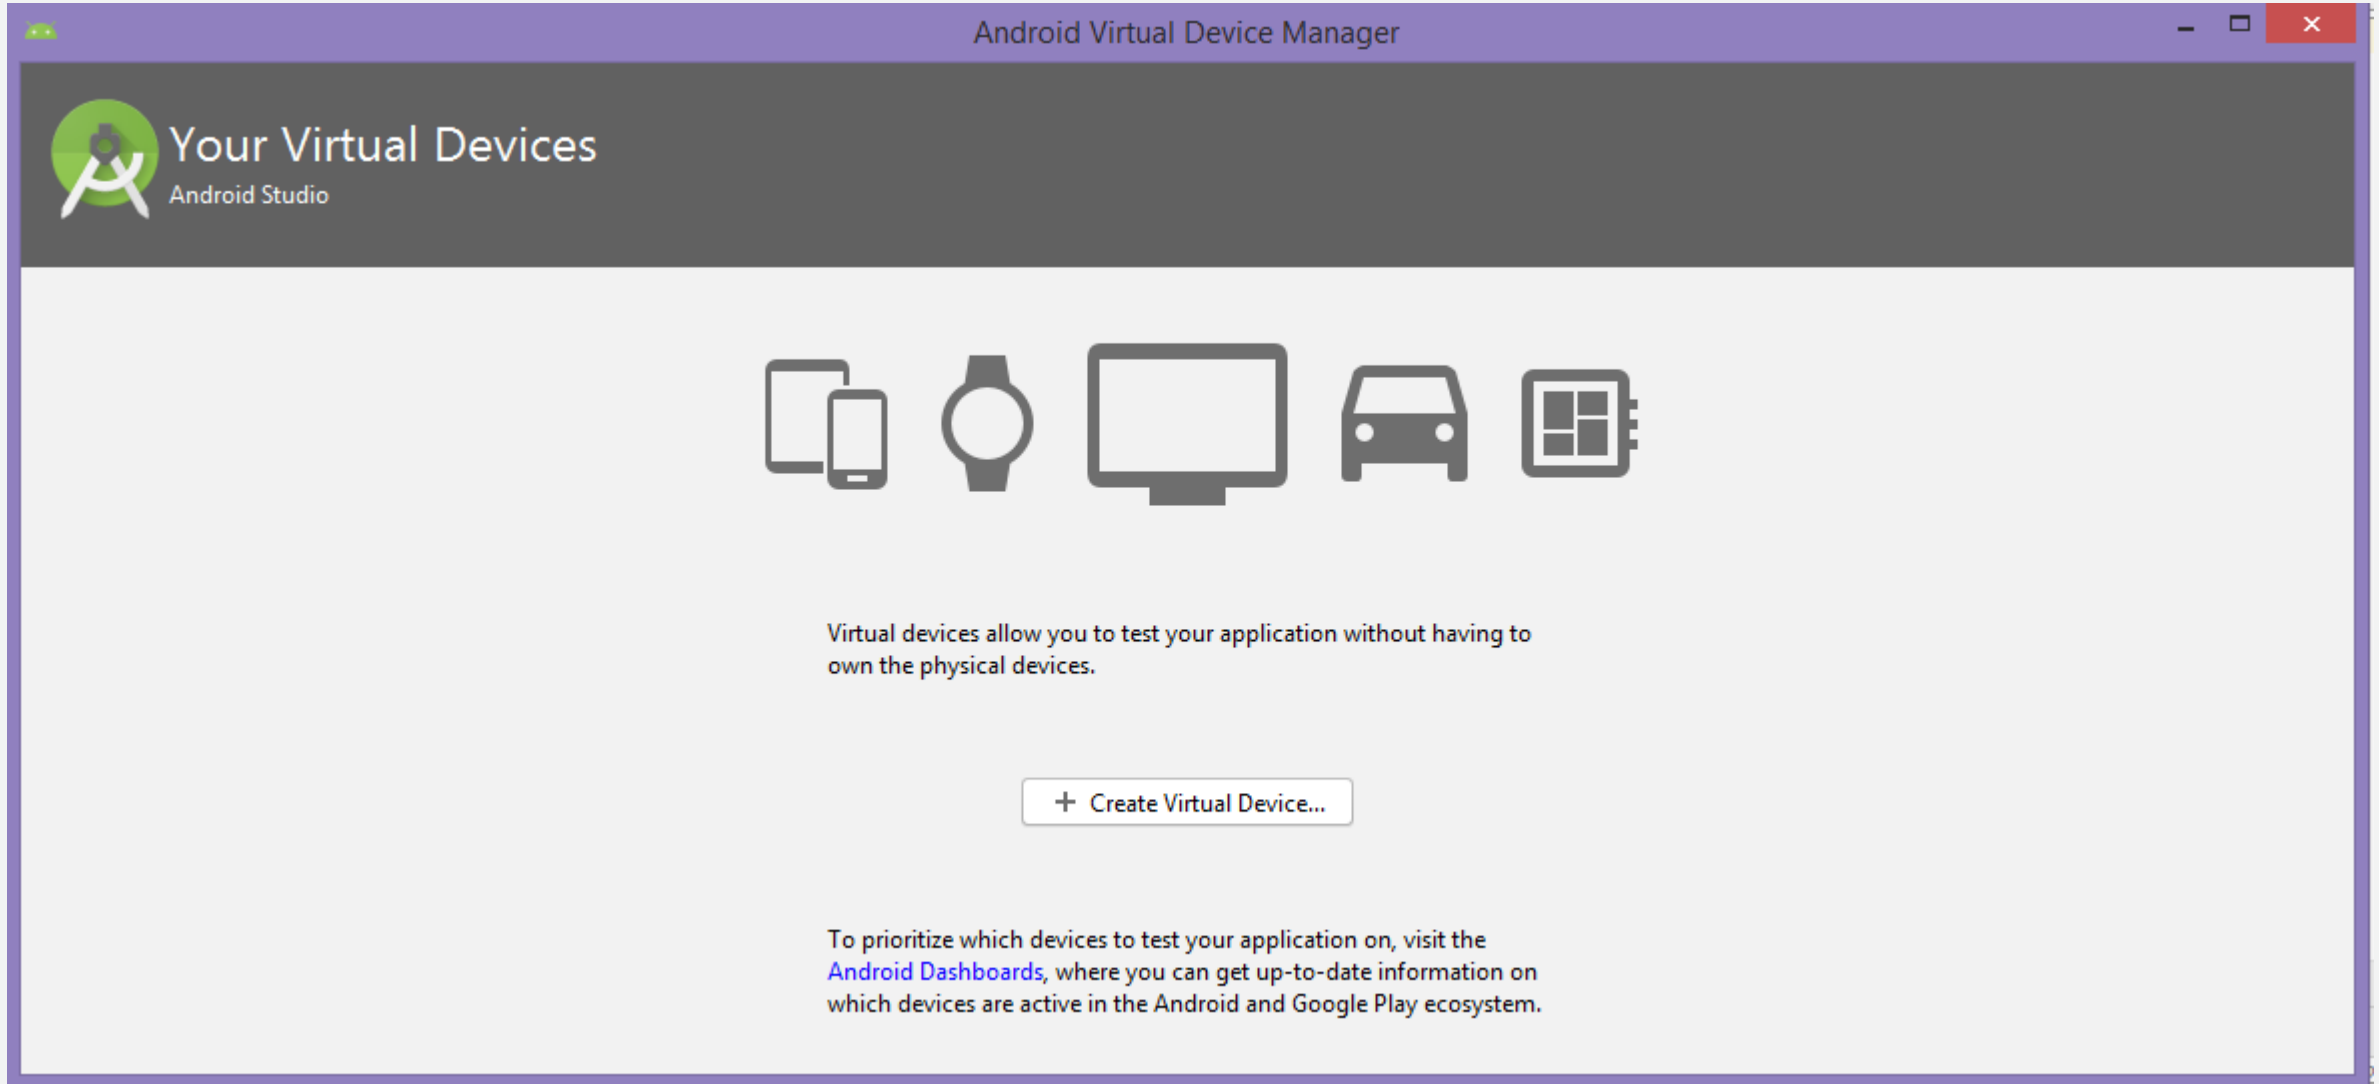 Android Virtual Device Manager
Your Virtual Devices
Android Studio
Virtual devices allow you to test your application without having to
own the physical devices.
+ Create Virtual Device...
To prioritize which devices to test your application on, visit the
Android Dashboards, where you can get up-to-date information on
which devices are active in the Android and Google Play ecosystem.